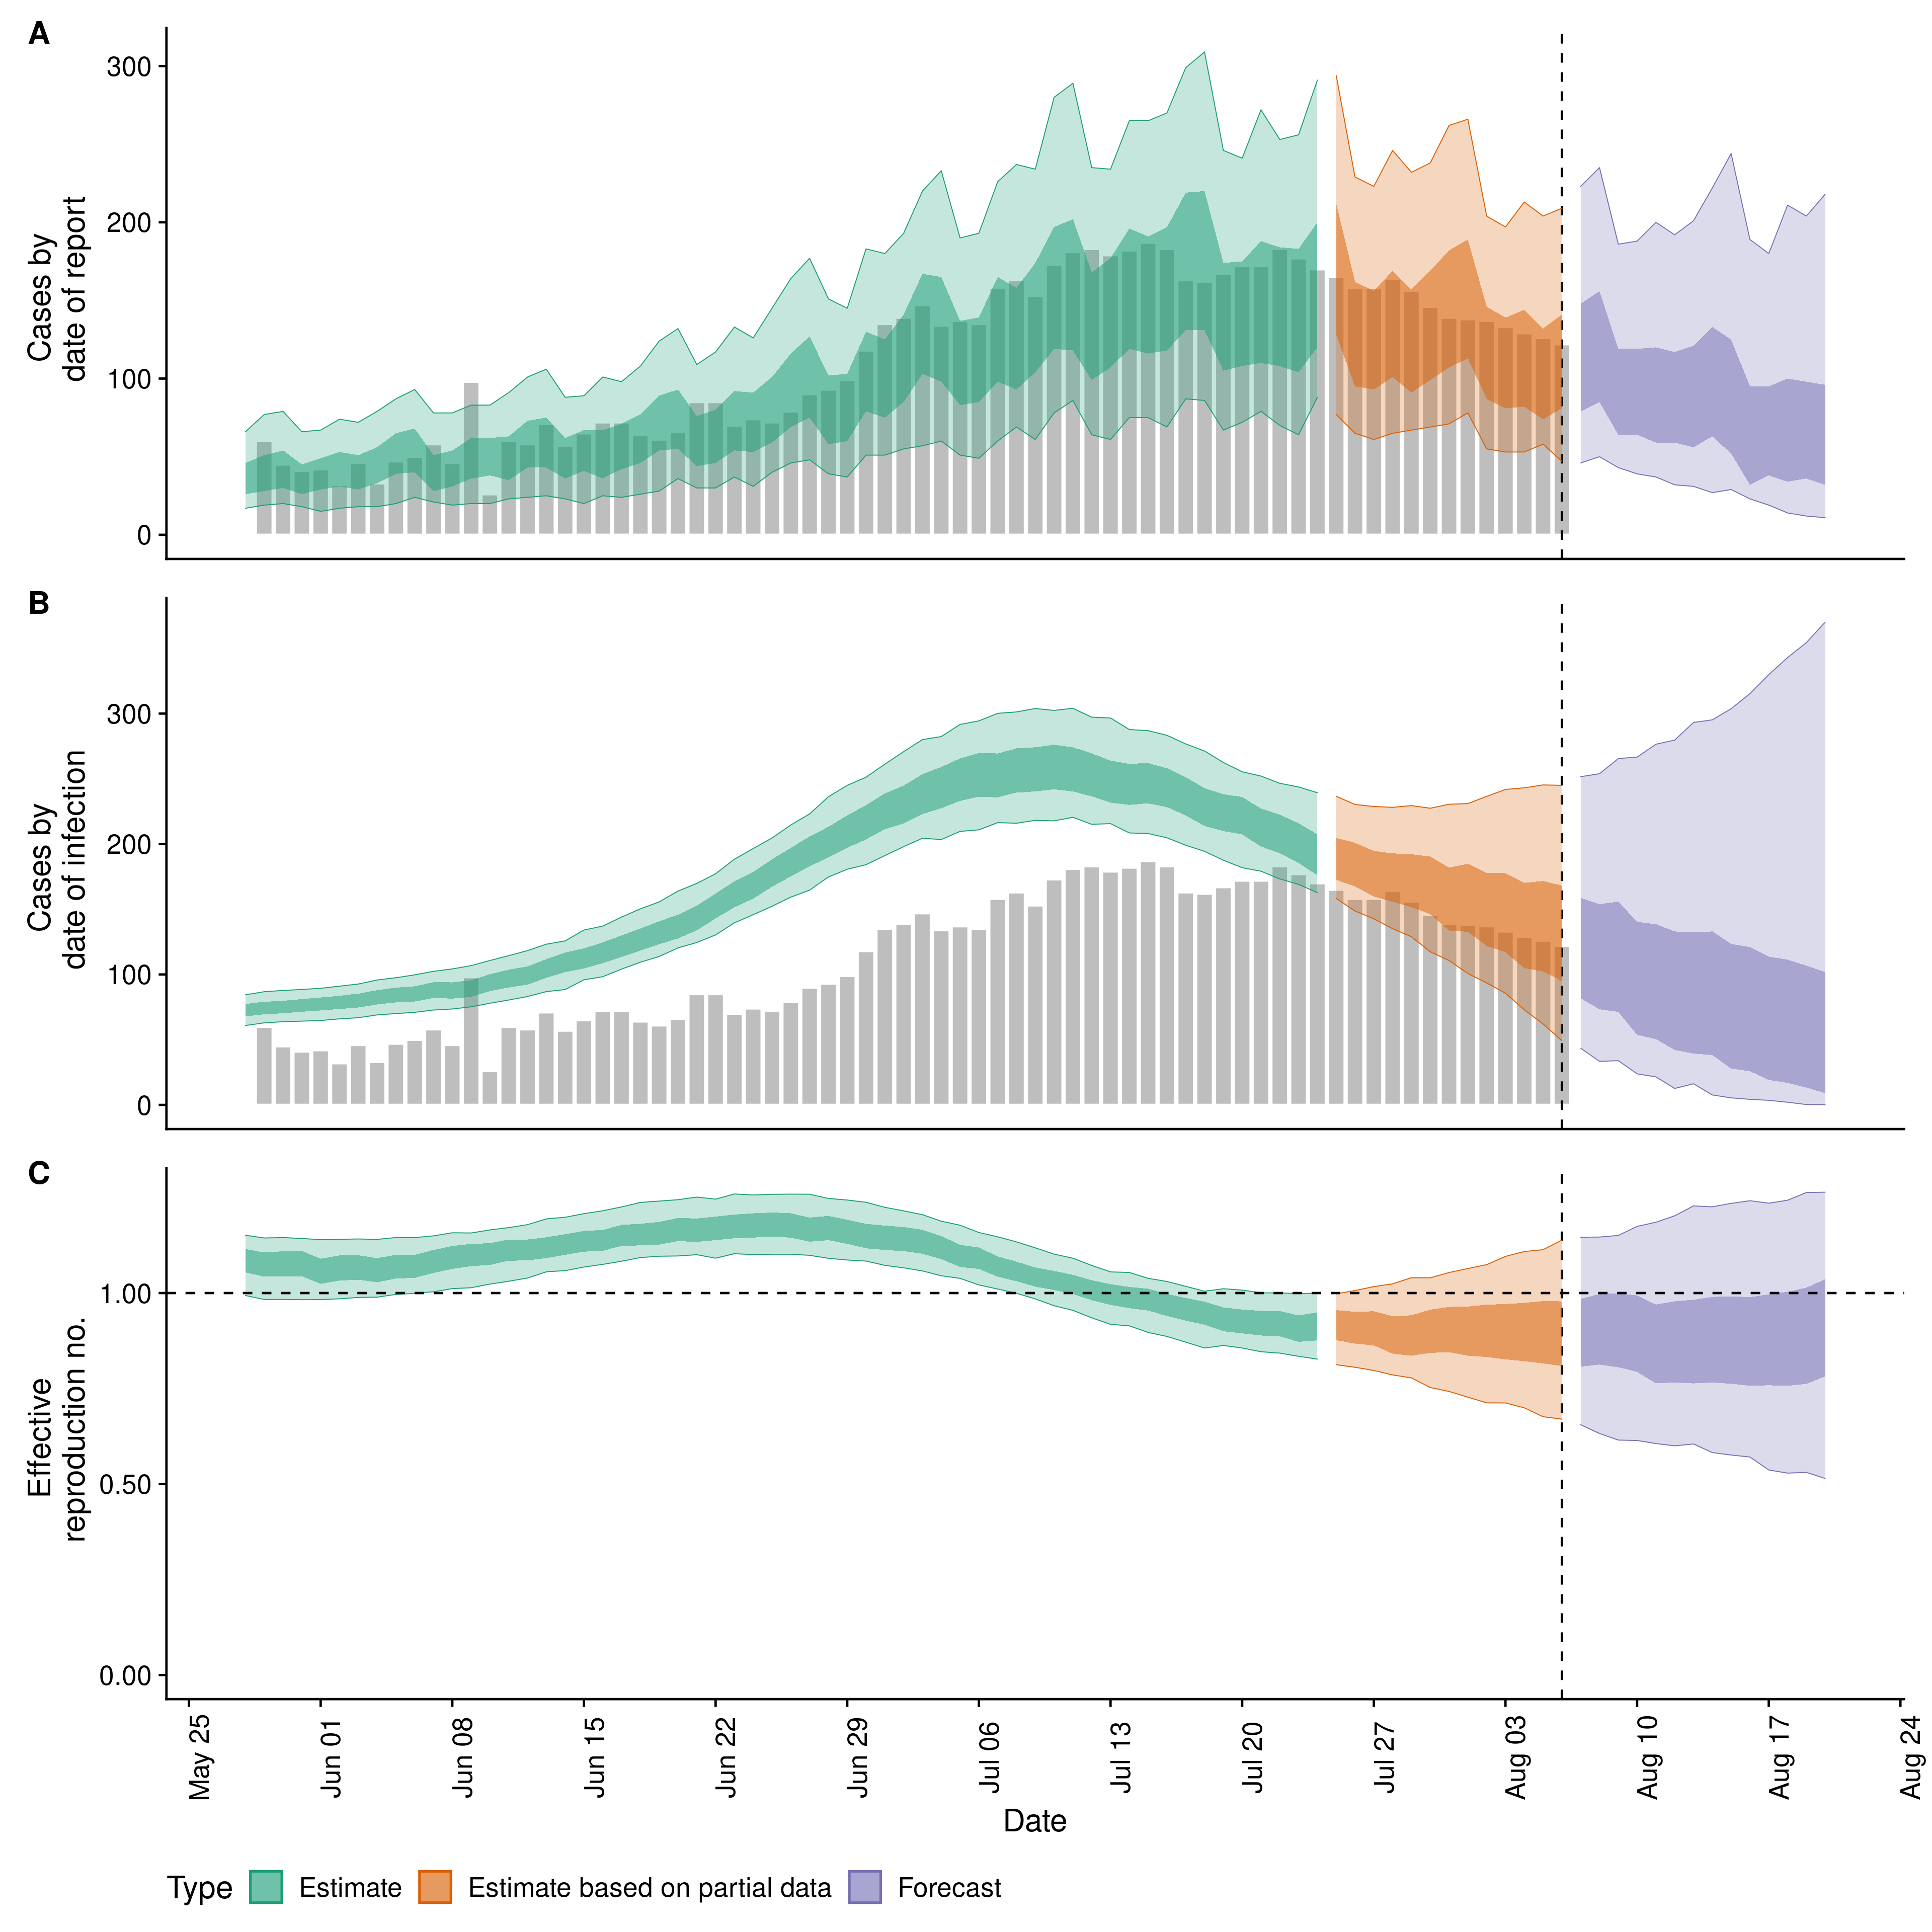 A
Cases by
date of report
300
200
100
0
B
Cases by
date of infection
300
200
100
0
C
Effective
reproduction no.
1.00
0.50
0.00
May 25
Jun 01
Jun 08
Jun 15
Jun 22
Jun 29
Jul 06
Jul 13
Jul 20
Jul 27
Aug 03
Aug 10
Aug 17
Aug 24
Date
Type
Estimate
Estimate based on partial data
Forecast